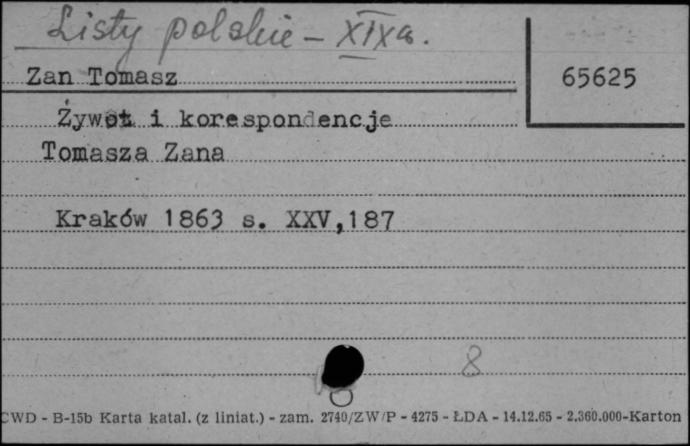 Listy polskie - XIX w.
Zan Tomasz
65625
Żywot i korespondencje
Tomasza Zana
Kraków 1863 s. XXV,187
8
CWD - B-15b Karta katal. (z liniat.) - zam. 2740/ZW/P - 4275 - ŁDA - 14.12.65 - 2.360.000-Karton